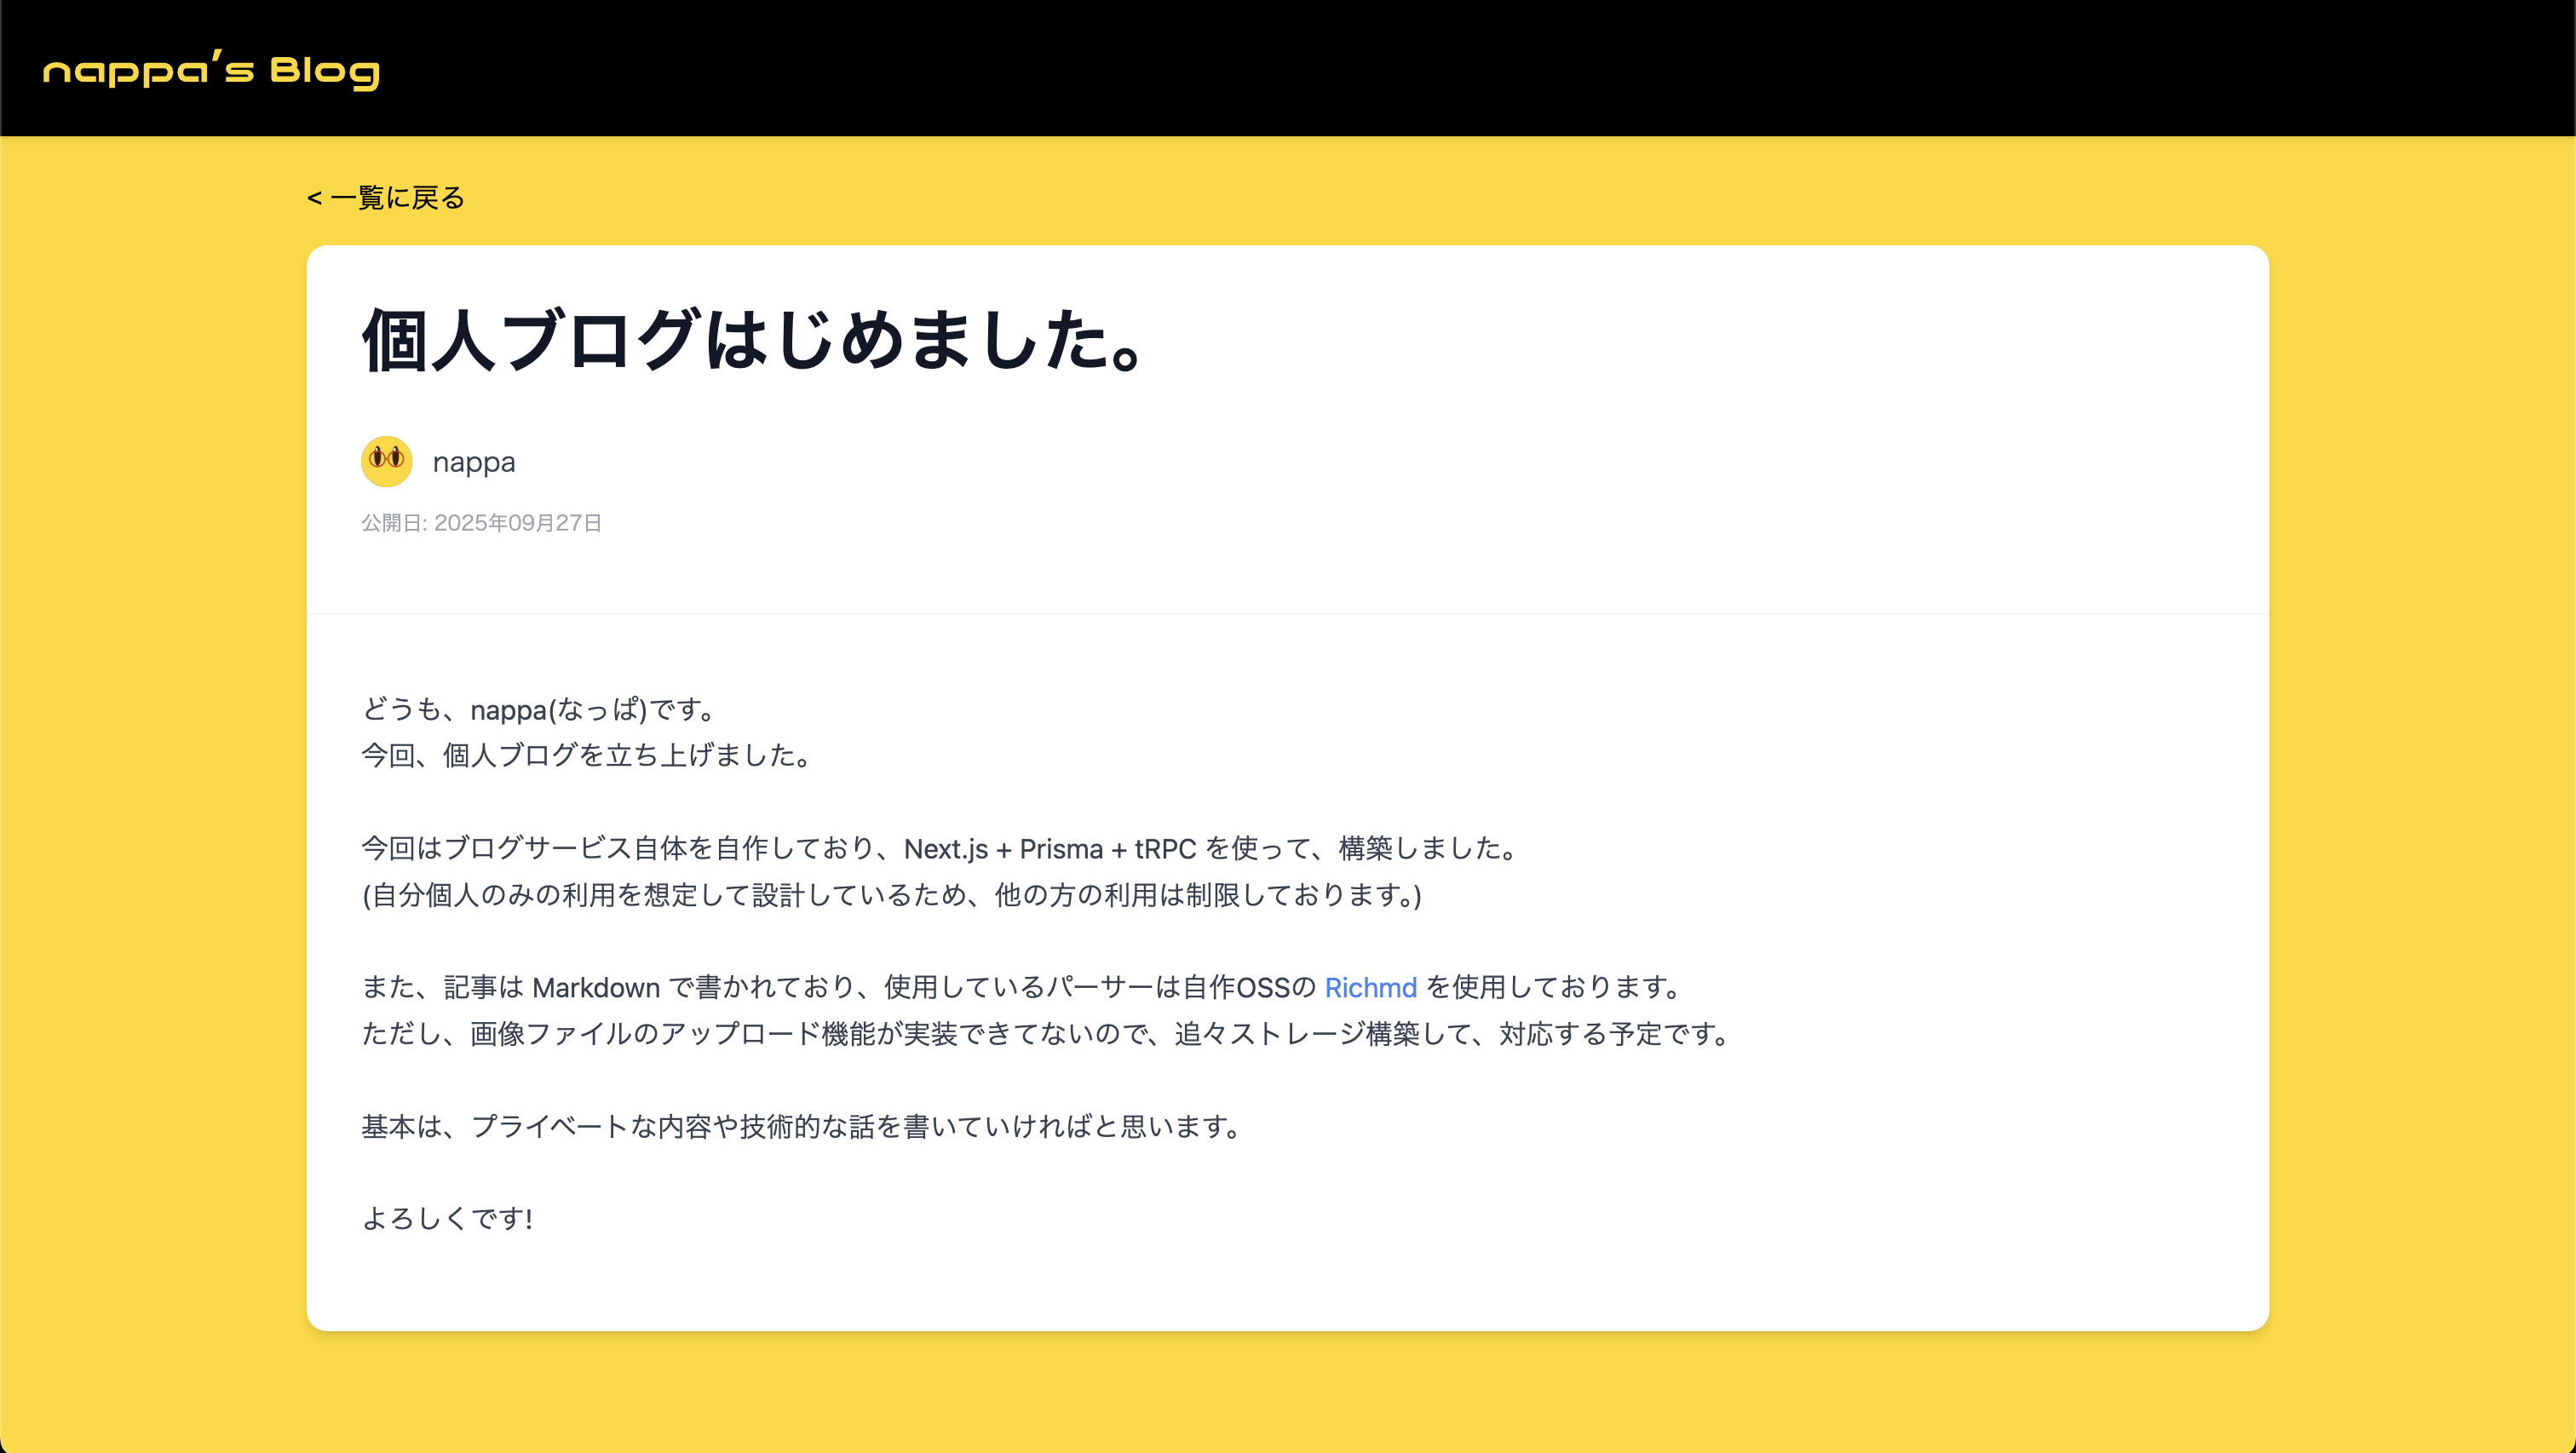 nappa's Blog
< 一覧に戻る
個人ブログはじめました。
nappa
公開日: 2025年09月27日
どうも、nappa(なっぱ)です。
今回、個人ブログを立ち上げました。
今回はブログサービス自体を自作しており、Next.js + Prisma + tRPC を使って、構築しました。
(自分個人のみの利用を想定して設計しているため、他の方の利用は制限しております。)
また、記事は Markdown で書かれており、使用しているパーサーは自作OSSの Richmd を使用しております。
ただし、画像ファイルのアップロード機能が実装できてないので、追々ストレージ構築して、対応する予定です。
基本は、プライベートな内容や技術的な話を書いていければと思います。
よろしくです!